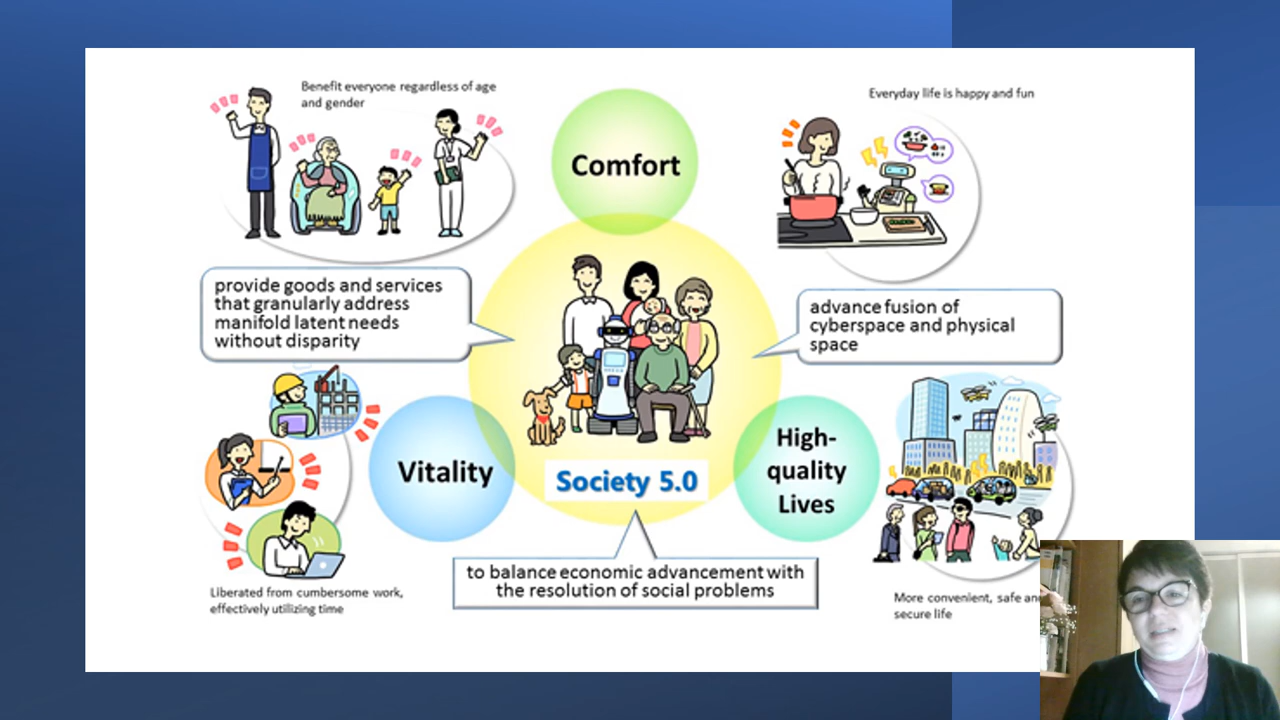 Benefit everyone regardless of age
and gender
Comfort
Everyday life is happy and fun
provide goods and services
that granularly address
manifold latent needs
without disparity
advance fusion of
cyberspace and physical
space
Vitality
Society 5.0
High-
quality
Lives
to balance economic advancement with
the resolution of social problems
Liberated from cumbersome work,
effectively utilizing time
More convenient, safe
secure life